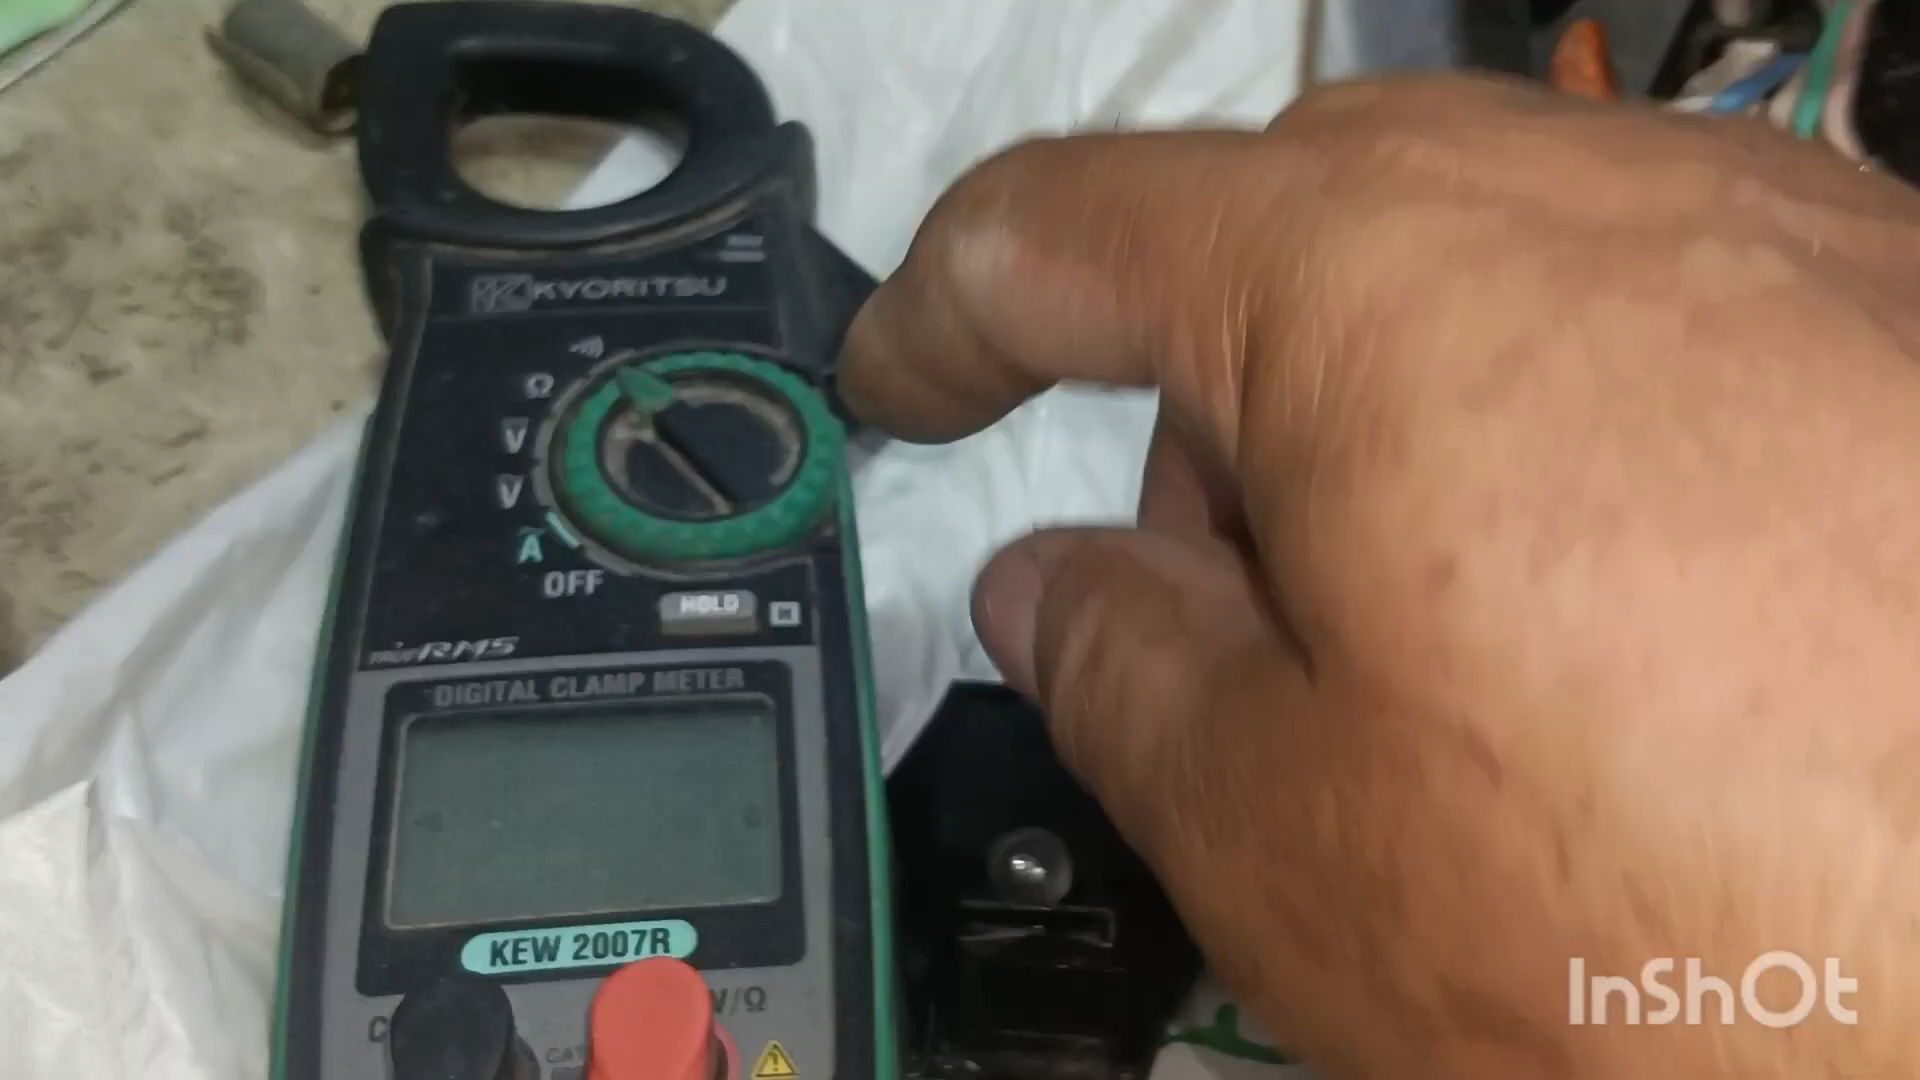 KYORITSU
Ω
V
V
A
OFF
HOLD
RMS
DIGITAL CLAMP METER
KEW 2007R
V/Ω
InShOt